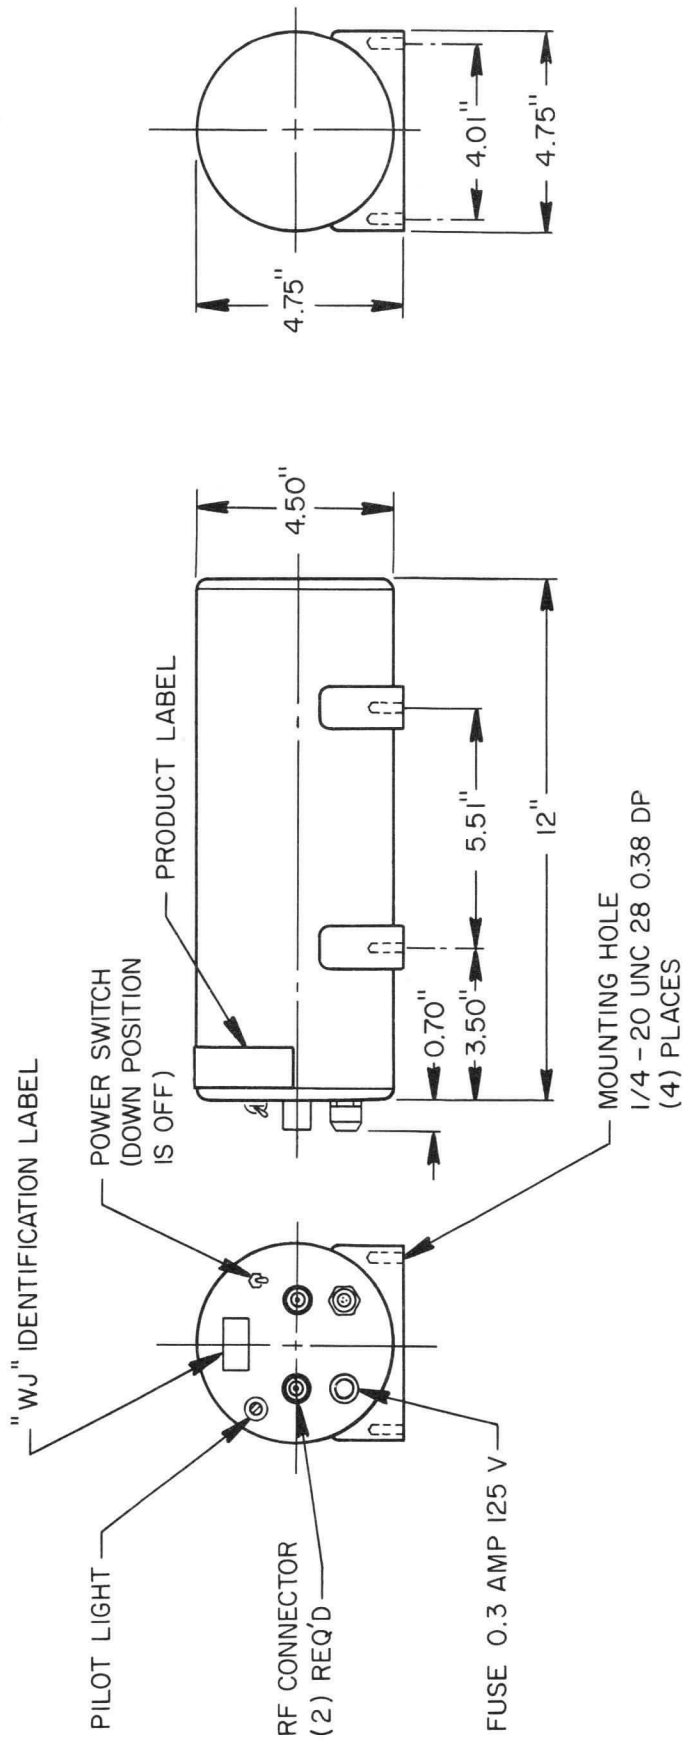 "WJ" IDENTIFICATION LABEL
PILOT LIGHT
POWER SWITCH
(DOWN POSITION
IS OFF)
PRODUCT LABEL
RF CONNECTOR
(2) REQ'D
FUSE 0.3 AMP 125 V
4.50"
0.70"
3.50"
5.51"
12"
MOUNTING HOLE
1/4-20 UNC 28 0.38 DP
(4) PLACES
4.75"
4.01"
4.75"